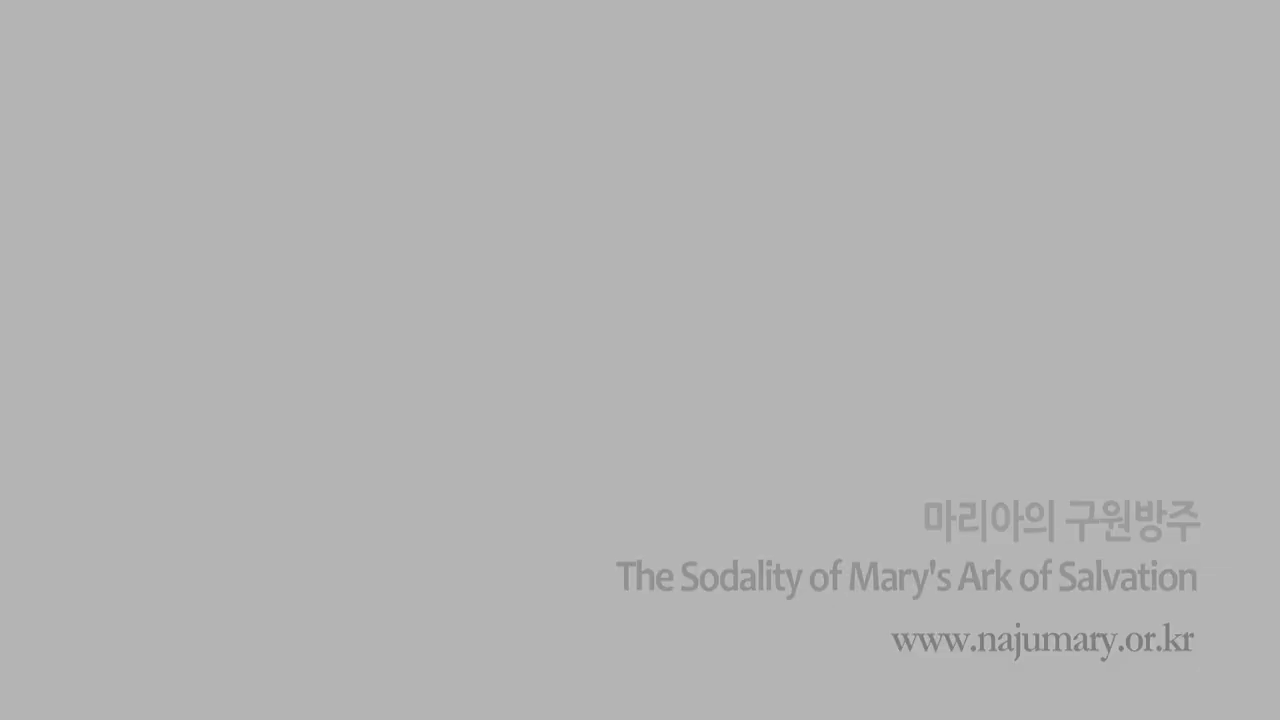 마리아의 구원방주
The Sodality of Mary's Ark of Salvation
www.najumary.or.kr